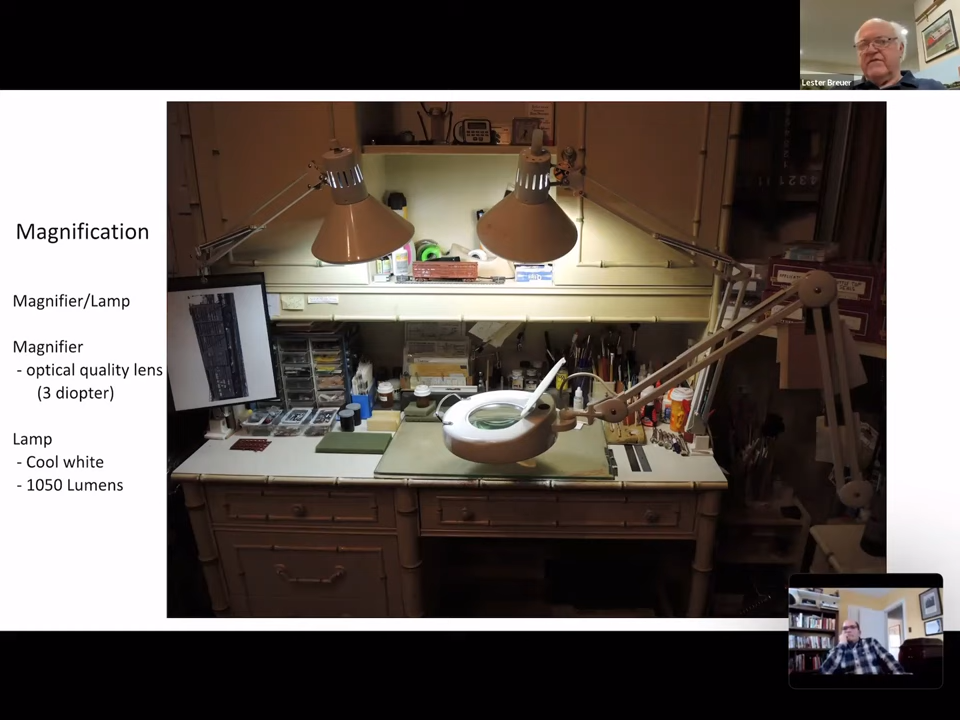 Lester Breuer
Magnification
Magnifier/Lamp
Magnifier
- optical quality lens
(3 diopter)
Lamp
- Cool white
- 1050 Lumens